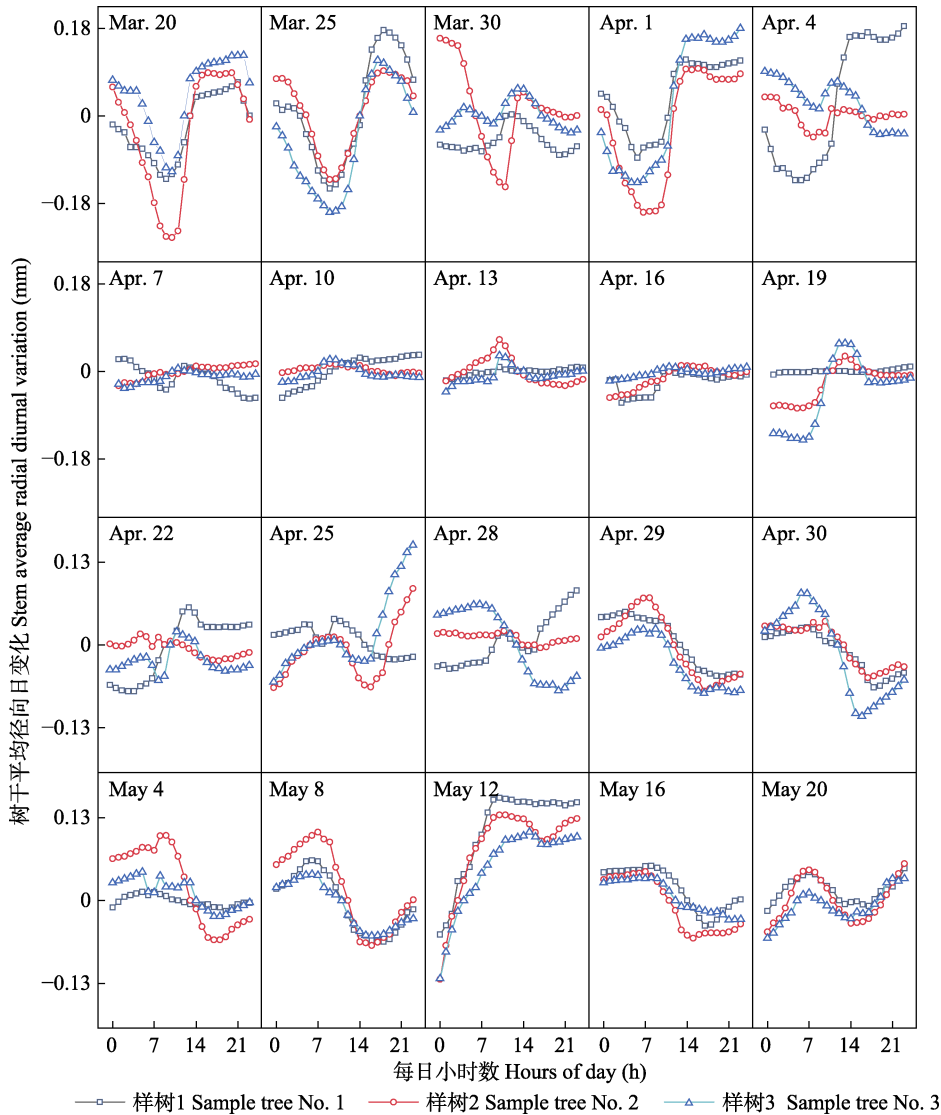 Mar. 20 Mar. 25 Mar. 30 Apr. 1 Apr. 4
0.18
0
−0.18
Apr. 7 Apr. 10 Apr. 13 Apr. 16 Apr. 19
0.18
0
−0.18
Apr. 22 Apr. 25 Apr. 28 Apr. 29 Apr. 30
0.13
0
−0.13
May 4 May 8 May 12 May 16 May 20
0.13
0
−0.13
树干平均径向日变化 Stem average radial diurnal variation (mm)
0 7 14 21 0 7 14 21 0 7 14 21 0 7 14 21 0 7 14 21
每日小时数 Hours of day (h)
样树1 Sample tree No. 1 样树2 Sample tree No. 2 样树3 Sample tree No. 3